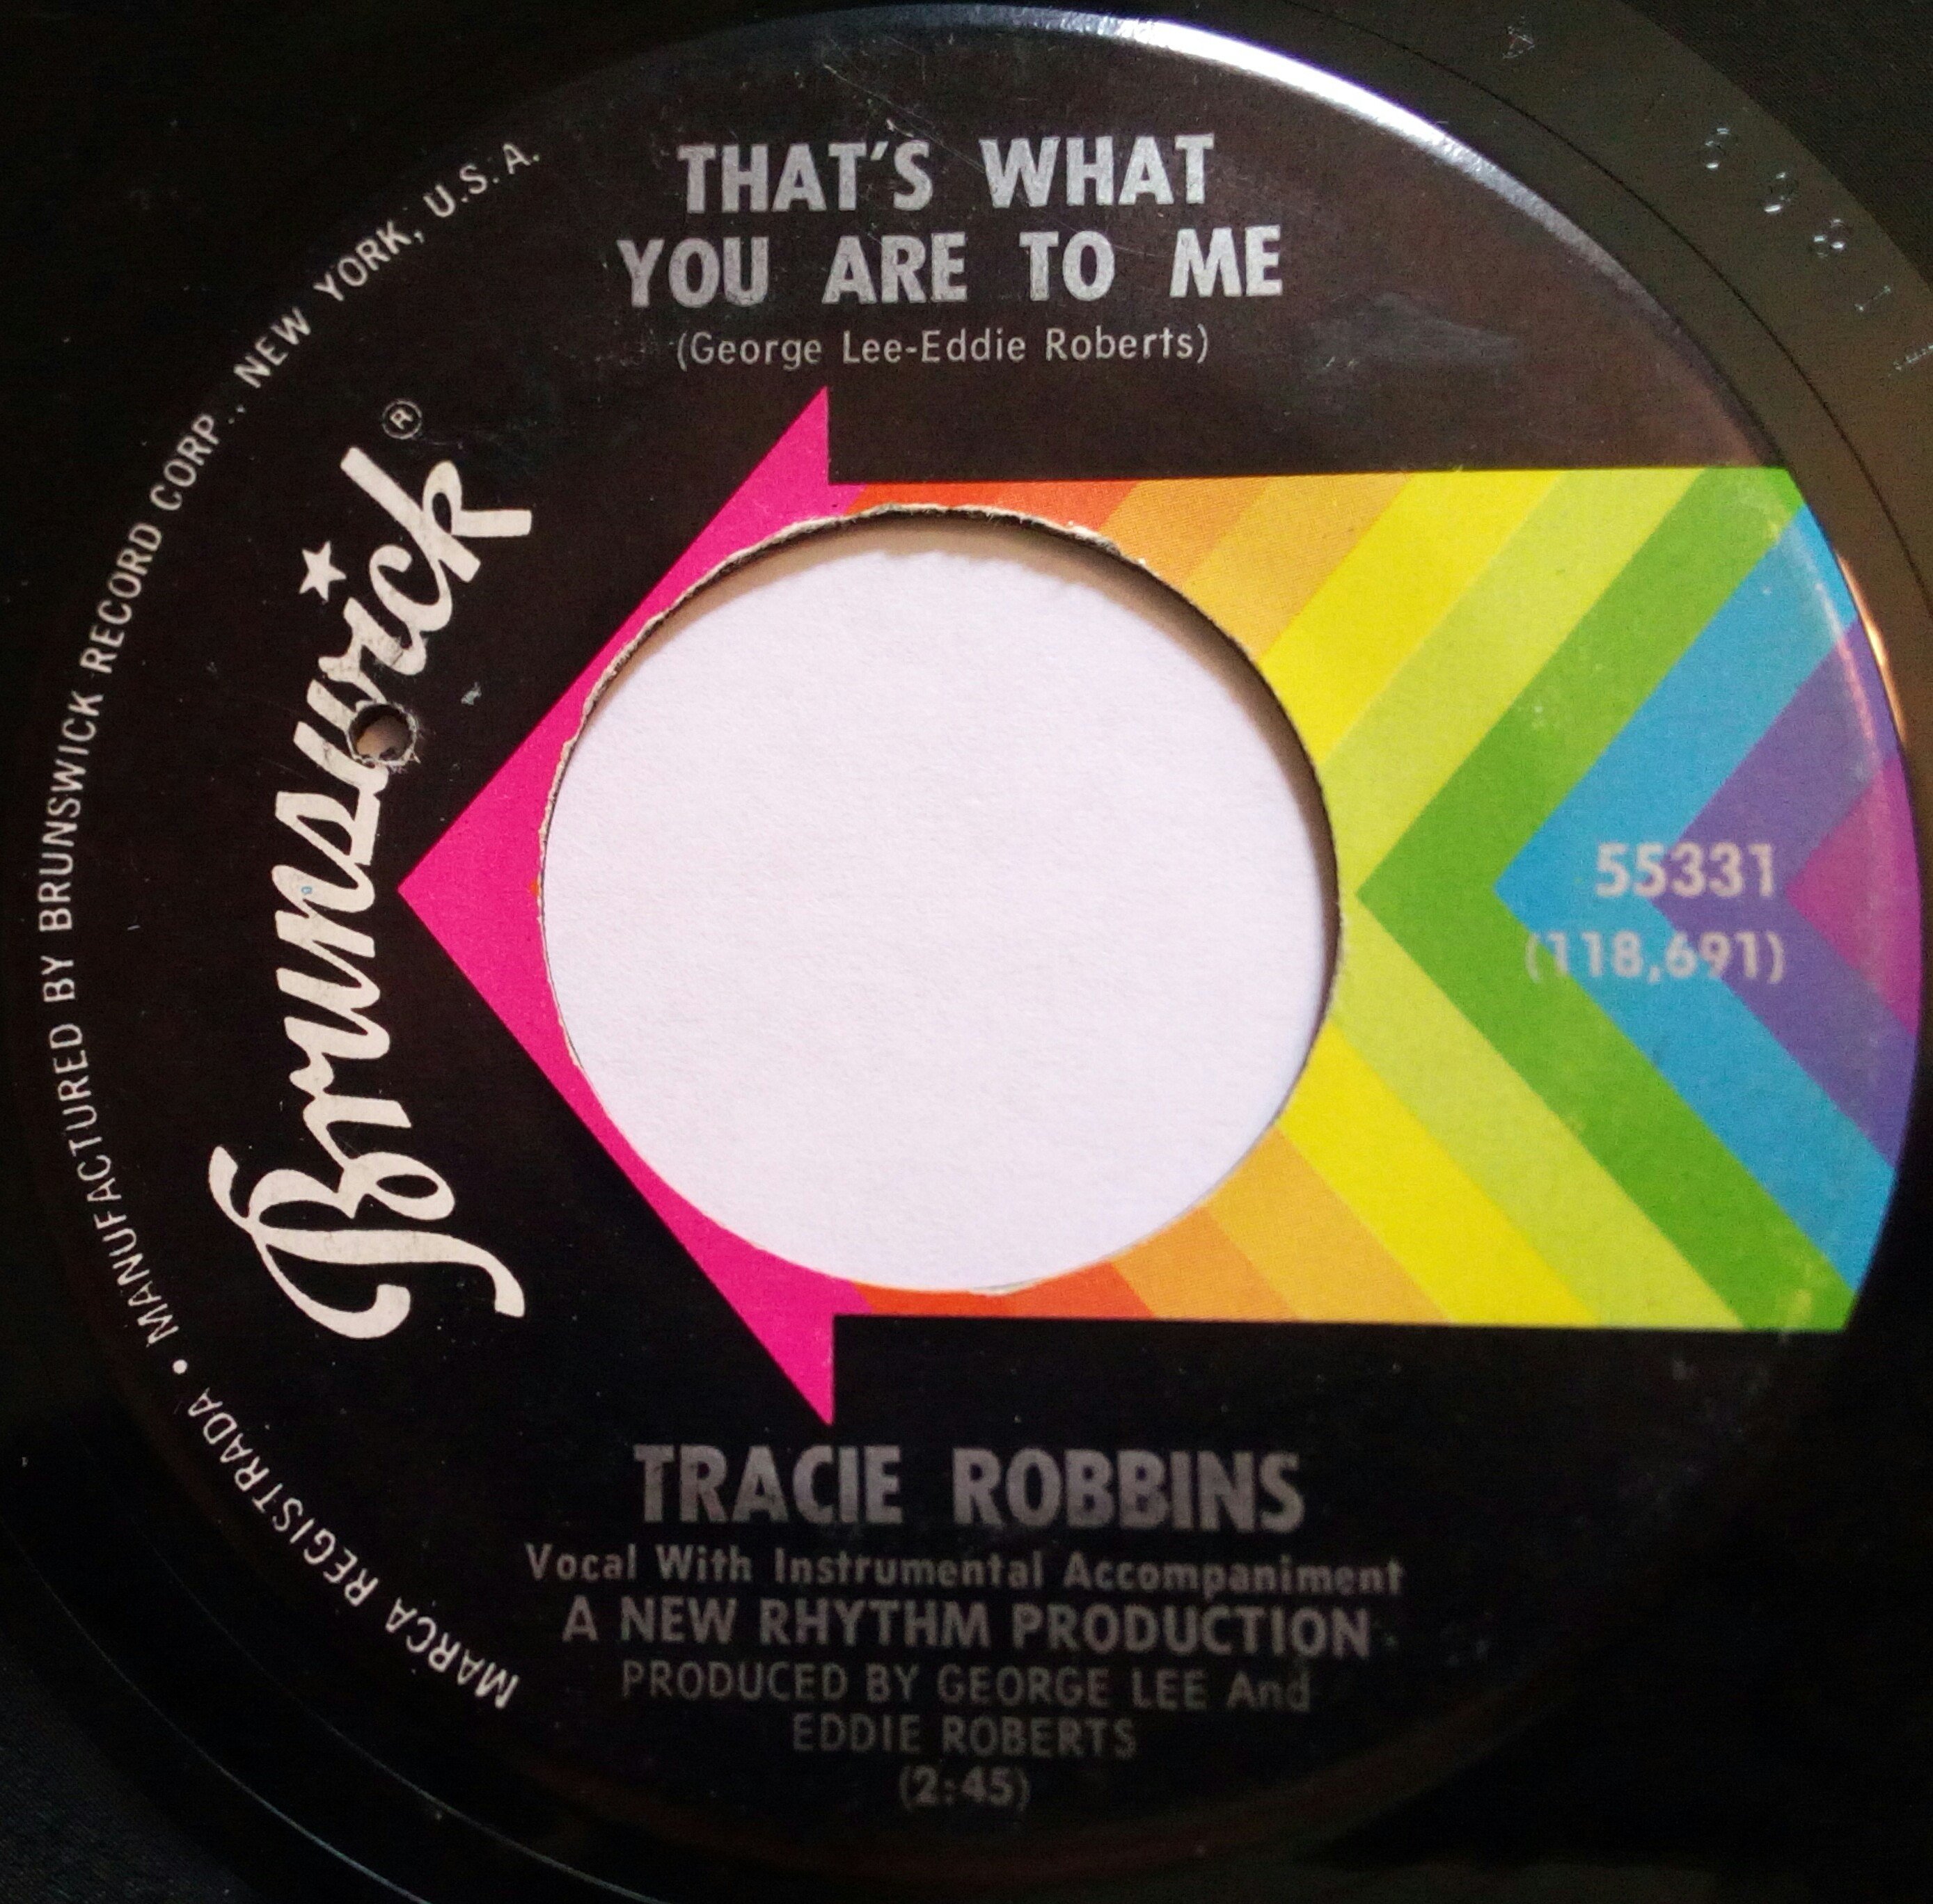 THAT'S WHAT
YOU ARE TO ME
(George Lee-Eddie Roberts)
Brunswick®
55331
(118,691)
TRACIE ROBBINS
Vocal With Instrumental Accompaniment
A NEW RHYTHM PRODUCTION
PRODUCED BY GEORGE LEE And
EDDIE ROBERTS
(2:45)
MARCA REGISTRADA • MANUFACTURED BY BRUNSWICK RECORD CORP., NEW YORK, U.S.A.